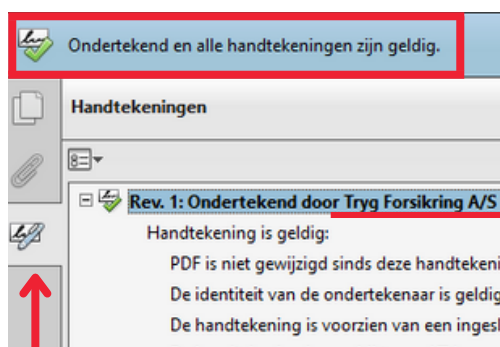 Ondertekend en alle handtekeningen zijn geldig.
Handtekeningen
Rev. 1: Ondertekend door Tryg Forsikring A/S
Handtekening is geldig:
PDF is niet gewijzigd sinds deze
De identiteit van de ondertekenaar is geldig
De handtekening is voorzien van een